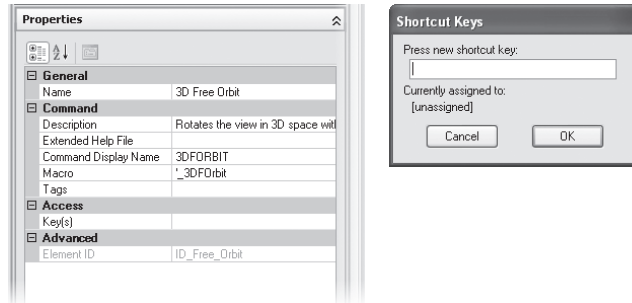 Properties
General
Name 3D Free Orbit
Command
Description Rotates the view in 3D space with
Extended Help File
Command Display Name 3DFORBIT
Macro '_3DFOrbit
Tags
Access
Key(s)
Advanced
Element ID ID_Free_Orbit
Shortcut Keys
Press new shortcut key:
Currently assigned to:
[unassigned]
Cancel OK